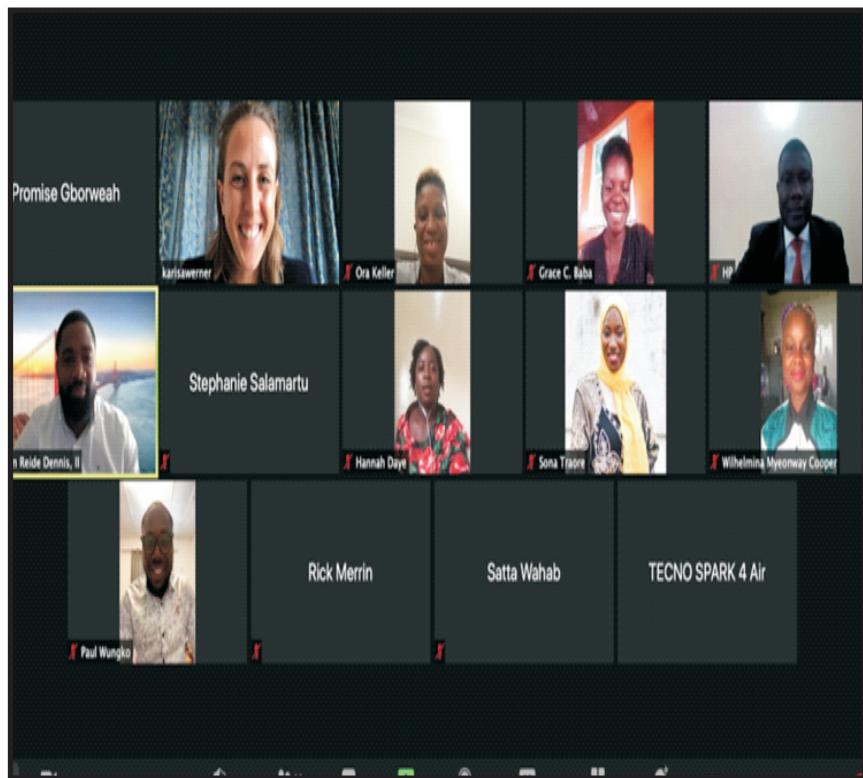 Promise Gborweah
karisawerner
Ora Keller
Grace C. Baba
HP
n Reide Dennis, II
Stephanie Salamartu
Hannah Daye
Sona Traore
Wilhelmina Myeonway Cooper
Paul Wungko
Rick Merrin
Satta Wahab
TECNO SPARK 4 Air